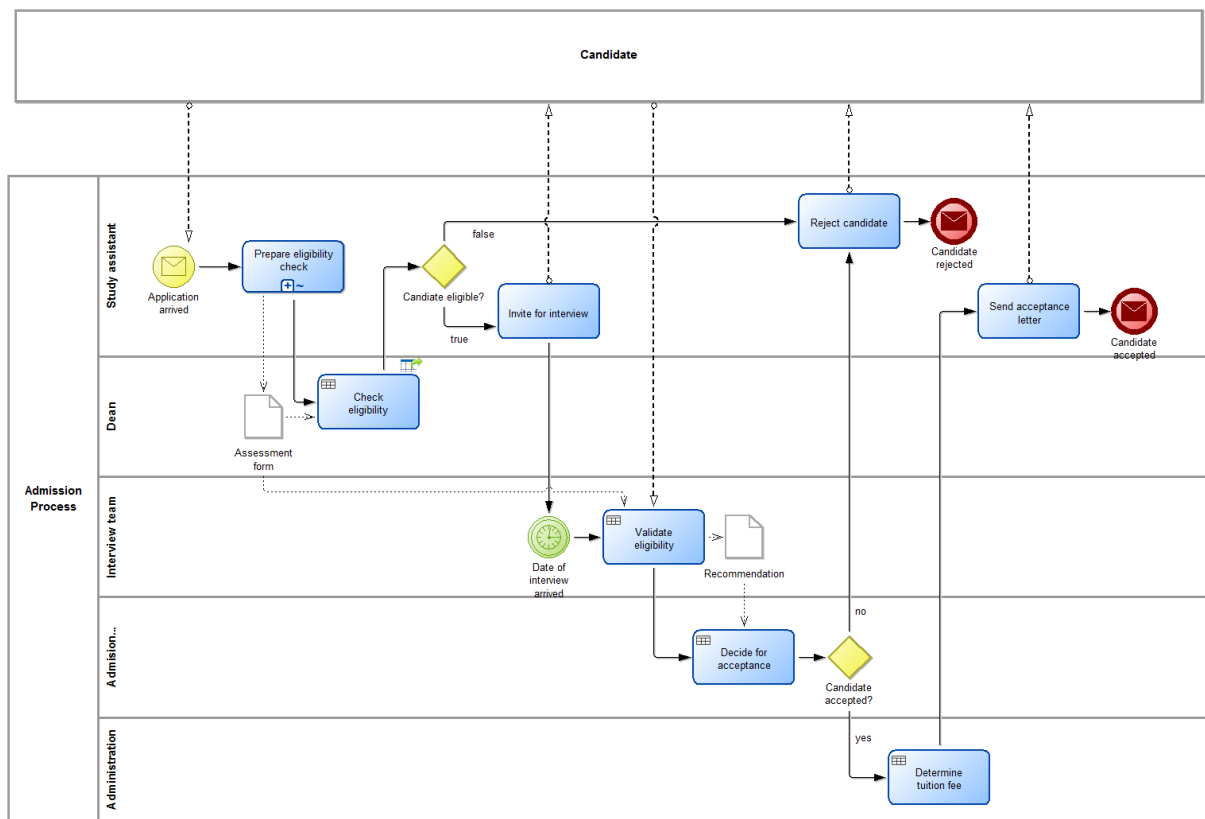 Candidate
Admission
Process
Study assistant
Dean
Interview team
Admision...
Administration
Application
arrived
Prepare eligibility
check
Candiate eligible?
false
true
Invite for interview
Reject candidate
Candidate
rejected
Send acceptance
letter
Candidate
accepted
Check
eligibility
Assessment
form
Date of
interview
arrived
Validate
eligibility
Recommendation
Decide for
acceptance
no
Candidate
accepted?
yes
Determine
tuition fee